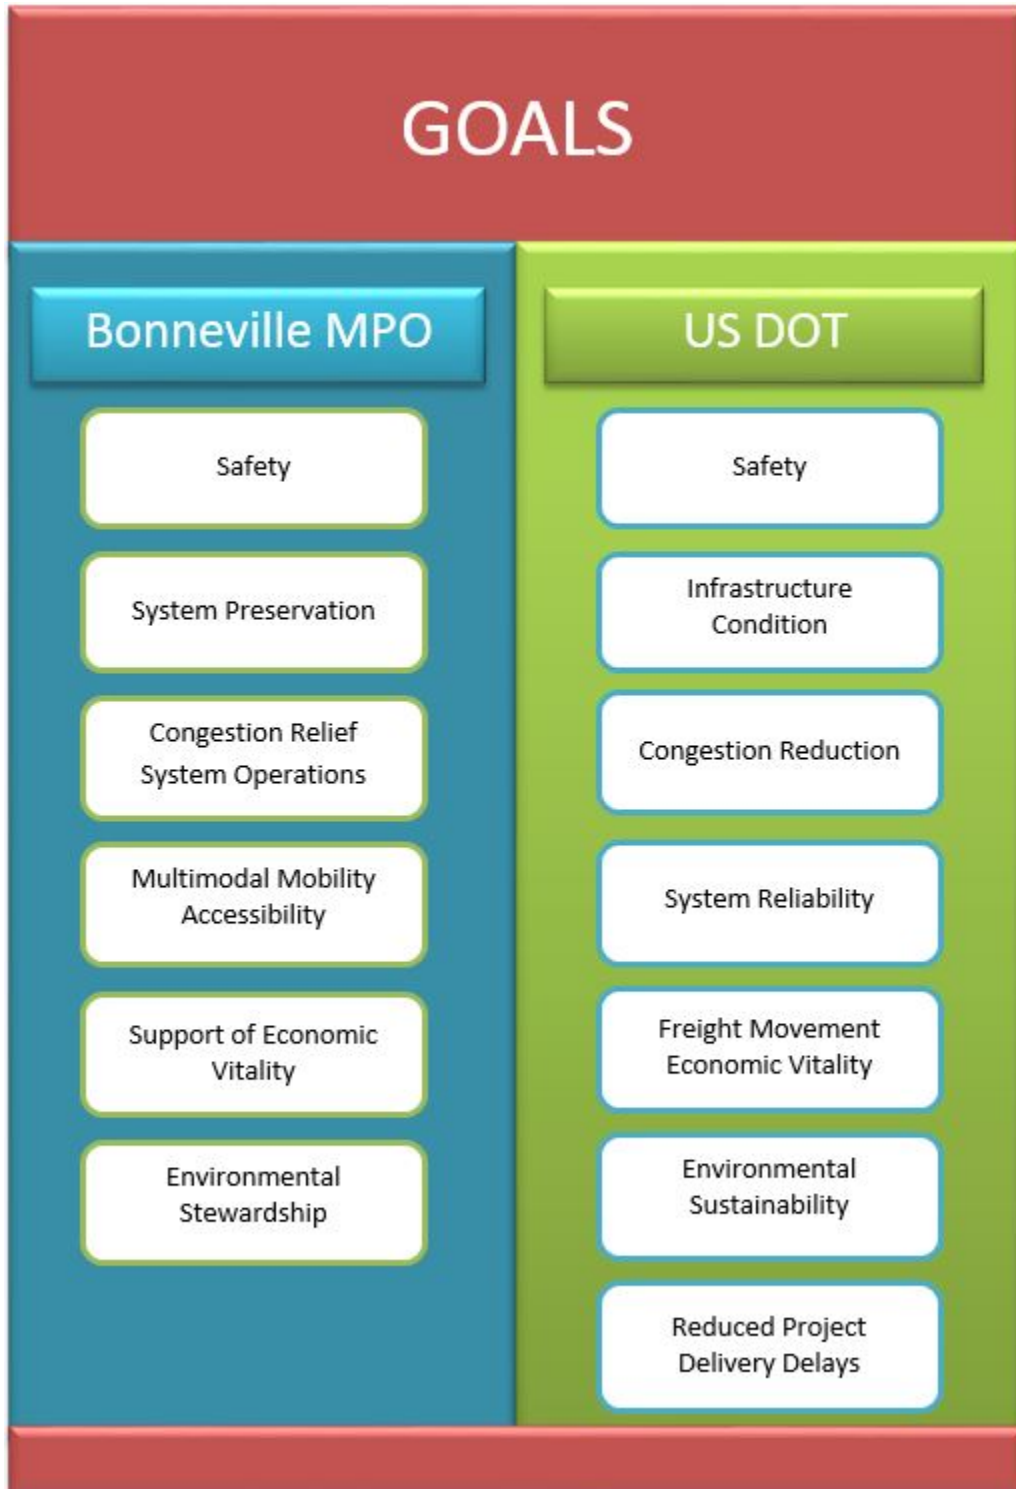 GOALS
Bonneville MPO
Safety
System Preservation
Congestion Relief
System Operations
Multimodal Mobility
Accessibility
Support of Economic
Vitality
Environmental
Stewardship
US DOT
Safety
Infrastructure
Condition
Congestion Reduction
System Reliability
Freight Movement
Economic Vitality
Environmental
Sustainability
Reduced Project
Delivery Delays